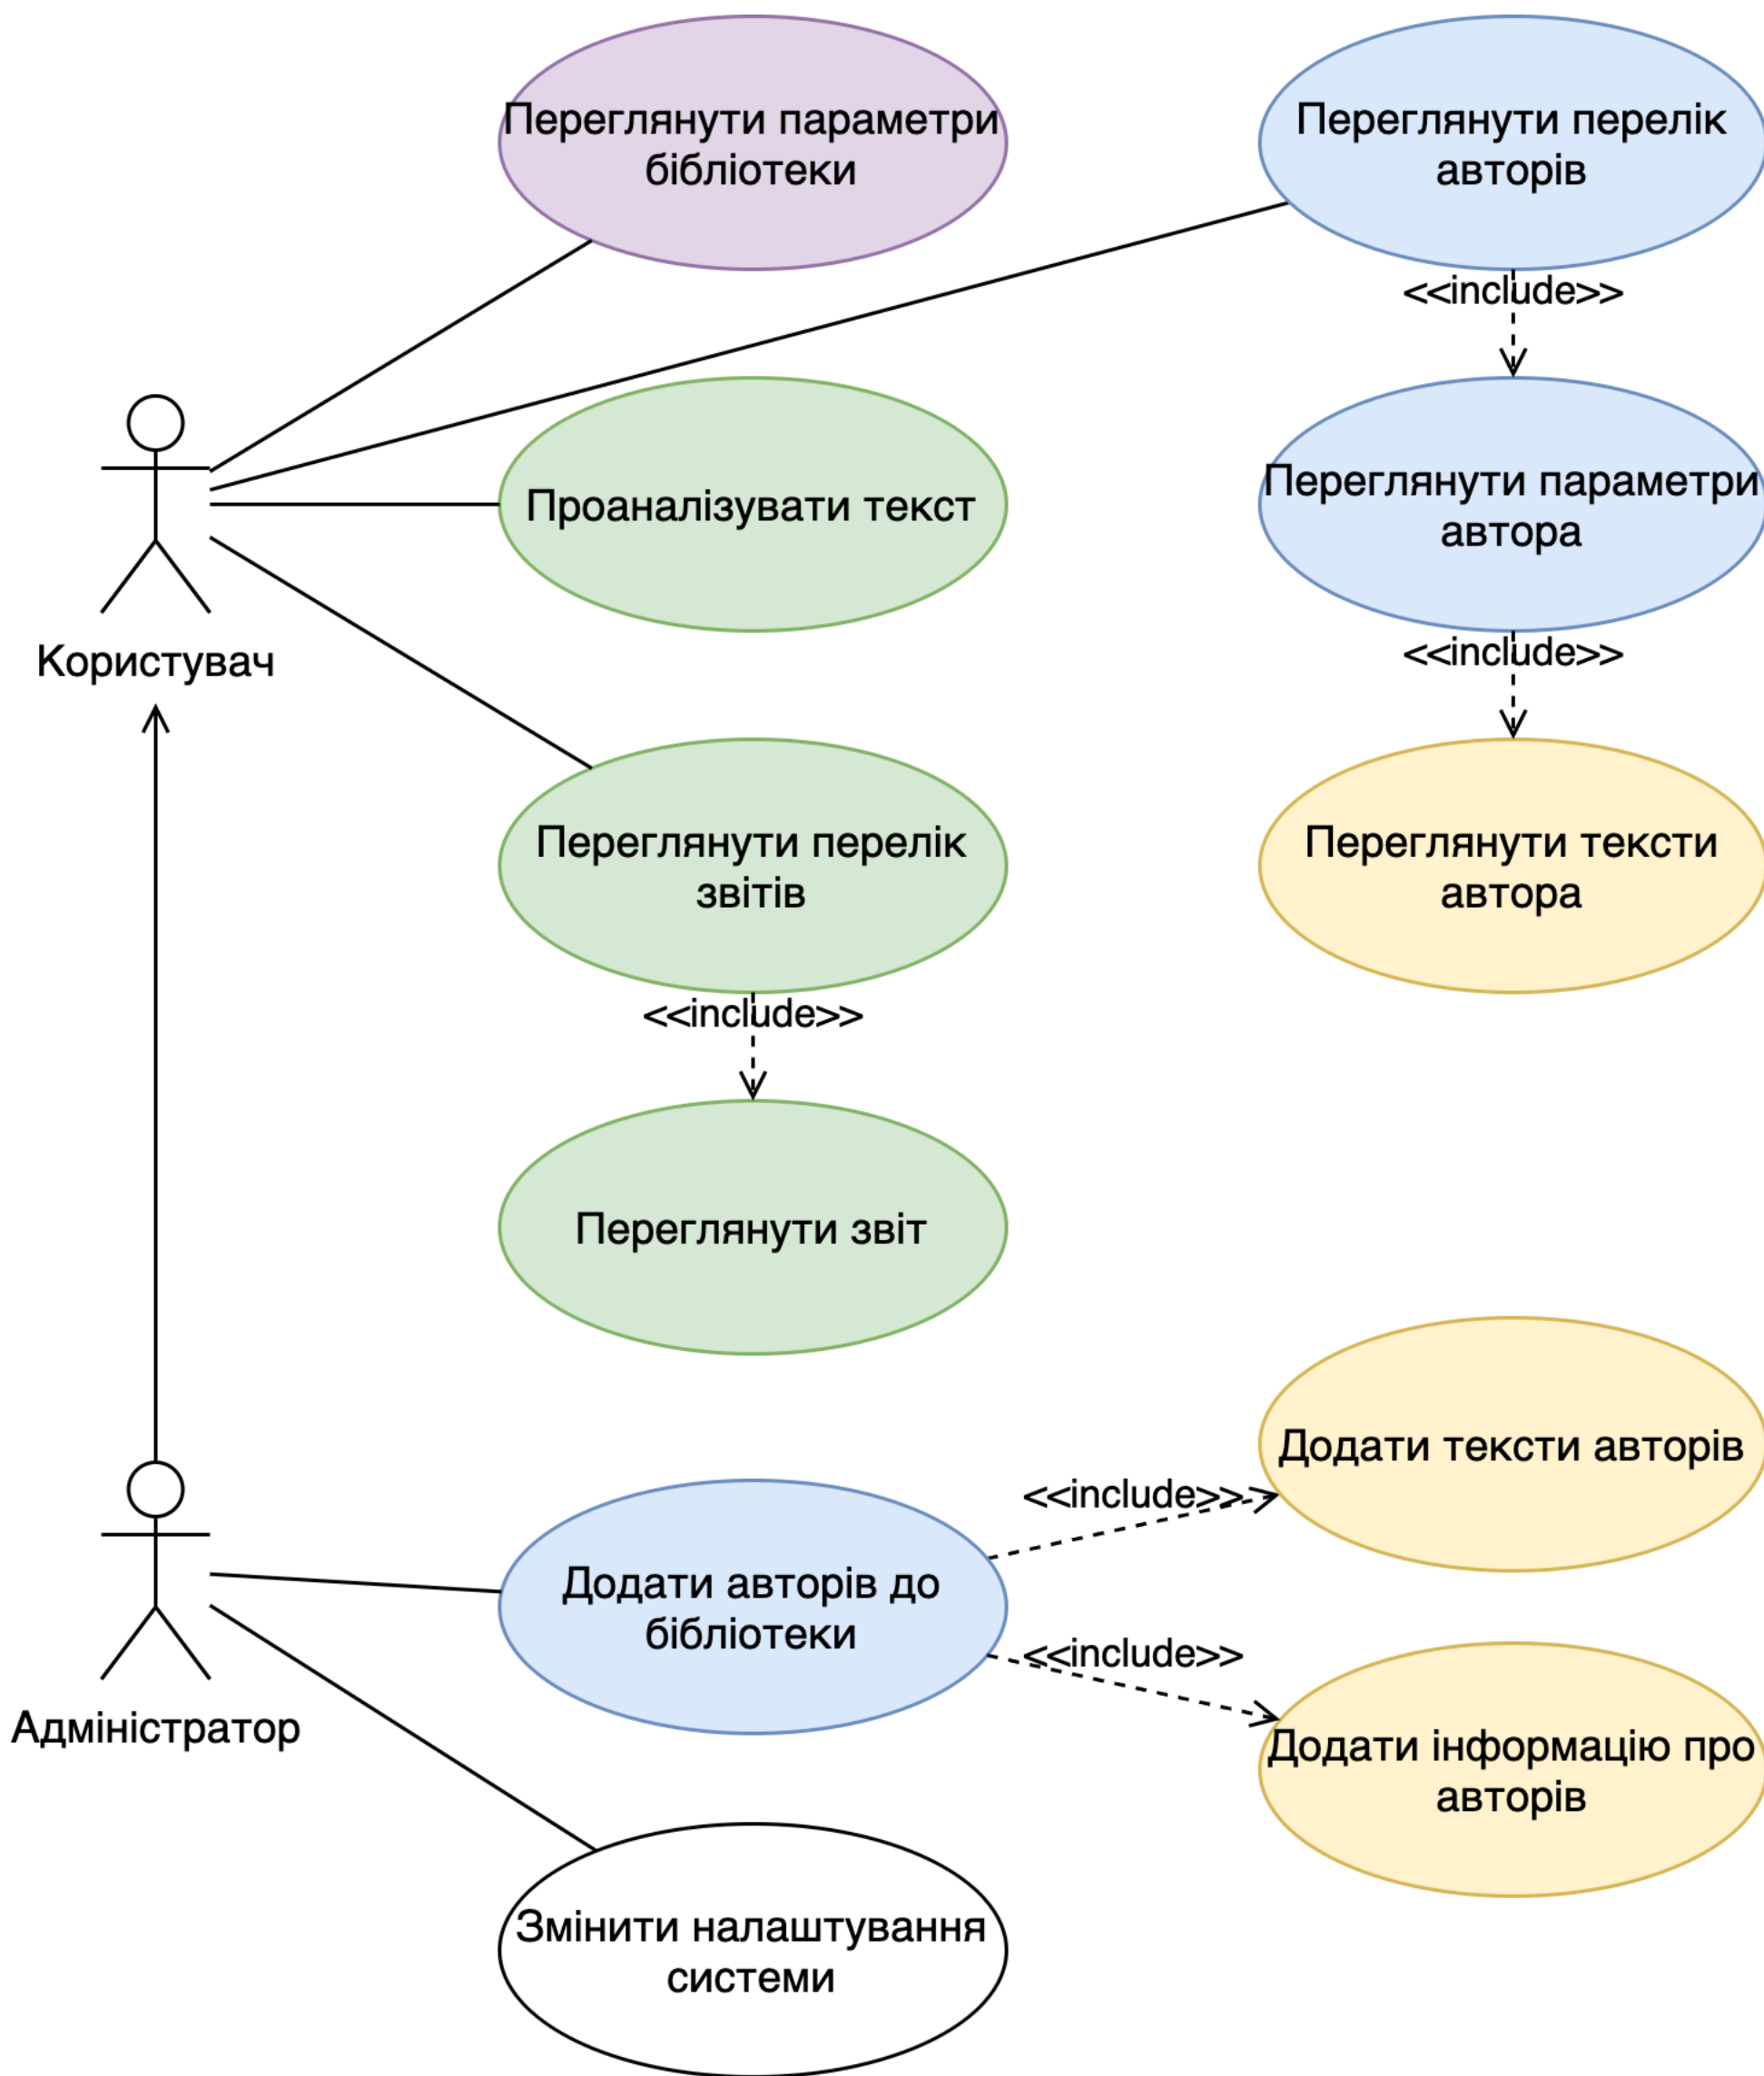 Переглянути параметри
бібліотеки
Переглянути перелік
авторів
<<include>>
Проаналізувати текст
Переглянути параметри
автора
Користувач
<<include>>
Переглянути перелік
звітів
Переглянути тексти
автора
<<include>>
Переглянути звіт
Додати тексти авторів
<<include>>
Додати авторів до
бібліотеки
<<include>>
Адміністратор
Додати інформацію про
авторів
Змінити налаштування
системи